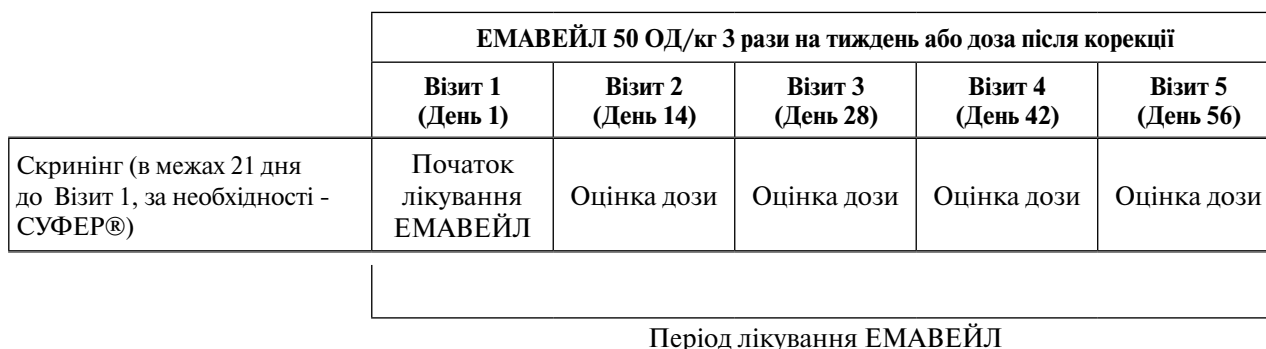 ЕМАВЕЙЛ 50 ОД/кг 3 рази на тиждень або доза після корекції
Візит 1
(День 1)
Візит 2
(День 14)
Візит 3
(День 28)
Візит 4
(День 42)
Візит 5
(День 56)
Скринінг (в межах 21 дня
до Візит 1, за необхідності -
СУФЕР®)
Початок
лікування
ЕМАВЕЙЛ
Оцінка дози
Оцінка дози
Оцінка дози
Оцінка дози
Період лікування ЕМАВЕЙЛ